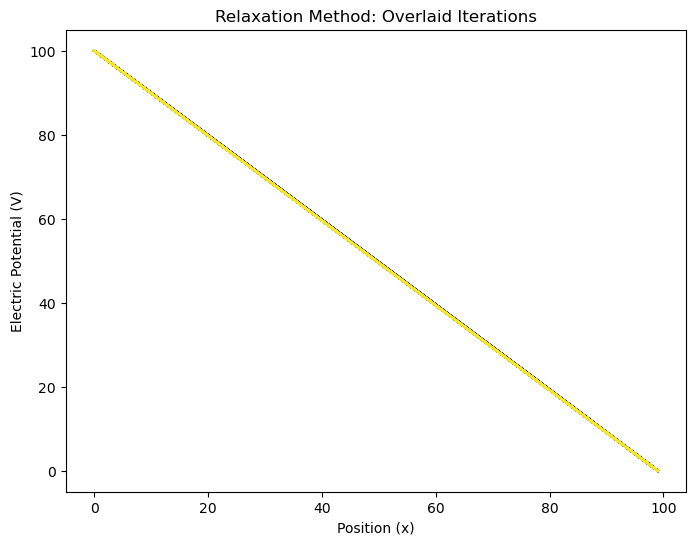 Relaxation Method: Overlaid Iterations
Electric Potential (V)
100
80
60
40
20
0
0 20 40 60 80 100
Position (x)